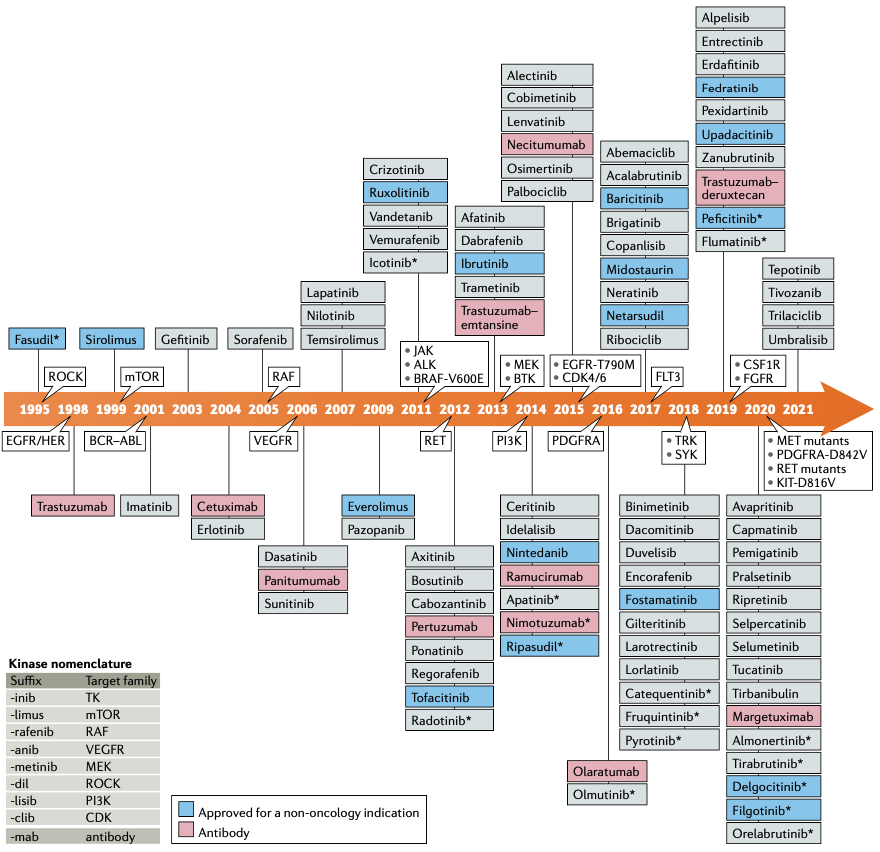 Alpelisib
Entrectinib
Erdafitinib
Fedratinib
Pexidartinib
Upadacitinib
Zanubrutinib
Trastuzumab–
deruxtecan
Peficitinib*
Flumatinib*
Alectinib
Cobimetinib
Lenvatinib
Necitumumab
Osimertinib
Palbociclib
Abemaciclib
Acalabrutinib
Baricitinib
Brigatinib
Copanlisib
Midostaurin
Neratinib
Netarsudil
Ribociclib
Crizotinib
Ruxolitinib
Vandetanib
Vemurafenib
Icotinib*
Afatinib
Dabrafenib
Ibrutinib
Trametinib
Trastuzumab–
emtansine
Tepotinib
Tivozanib
Trilaciclib
Umbralisib
Lapatinib
Nilotinib
Temsirolimus
Fasudil*
Sirolimus
Gefitinib
Sorafenib
ROCK
mTOR
RAF
• JAK
• ALK
• BRAF-V600E
• MEK
• BTK
• EGFR-T790M
• CDK4/6
FLT3
• CSF1R
• FGFR
1995 1998 1999 2001 2003 2004 2005 2006 2007 2009 2011 2012 2013 2014 2015 2016 2017 2018 2019 2020 2021
EGFR/HER
BCR–ABL
VEGFR
RET
PI3K
PDGFRA
• TRK
• SYK
• MET mutants
• PDGFRA-D842V
• RET mutants
• KIT-D816V
Trastuzumab
Imatinib
Cetuximab
Erlotinib
Dasatinib
Panitumumab
Sunitinib
Everolimus
Pazopanib
Axitinib
Bosutinib
Cabozantinib
Pertuzumab
Ponatinib
Regorafenib
Tofacitinib
Radotinib*
Ceritinib
Idelalisib
Nintedanib
Ramucirumab
Apatinib*
Nimotuzumab*
Ripasudil*
Olaratumab
Olmutinib*
Binimetinib
Dacomitinib
Duvelisib
Encorafenib
Fostamatinib
Gilteritinib
Larotrectinib
Lorlatinib
Catequentinib*
Fruquintinib*
Pyrotinib*
Avapritinib
Capmatinib
Pemigatinib
Pralsetinib
Ripretinib
Selpercatinib
Selumetinib
Tucatinib
Tirbanibulin
Margetuximab
Almonertinib*
Tirabrutinib*
Delgocitinib*
Filgotinib*
Orelabrutinib*
Kinase nomenclature
Suffix Target family
-inib TK
-limus mTOR
-rafenib RAF
-anib VEGFR
-metinib MEK
-dil ROCK
-lisib PI3K
-clib CDK
-mab antibody
Approved for a non-oncology indication
Antibody